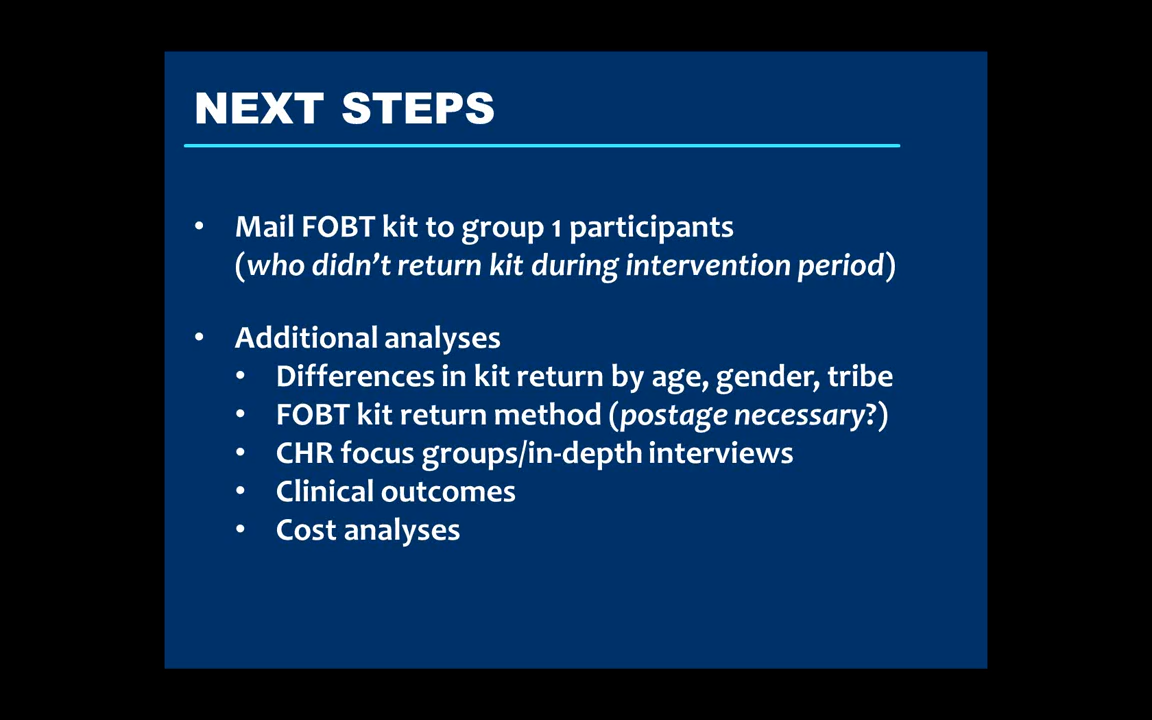 NEXT STEPS
• Mail FOBT kit to group 1 participants
(who didn't return kit during intervention period)
• Additional analyses
• Differences in kit return by age, gender, tribe
• FOBT kit return method (postage necessary?)
• CHR focus groups/in-depth interviews
• Clinical outcomes
• Cost analyses